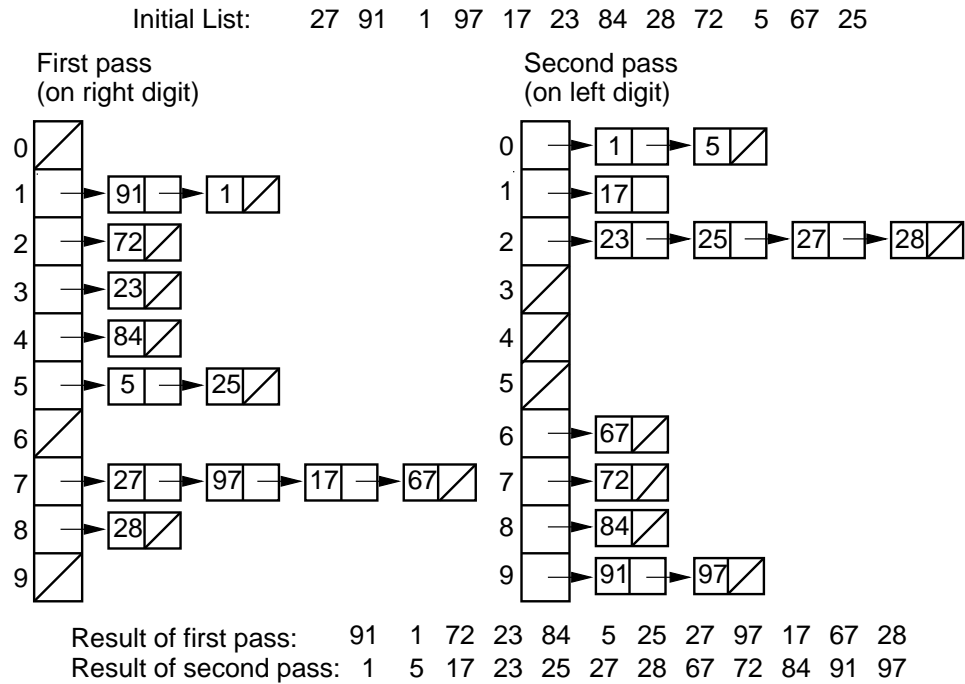 Initial List: 27 91 1 97 17 23 84 28 72 5 67 25
First pass
(on right digit)
0
1 91 1
2 72
3 23
4 84
5 5 25
6
7 27 97 17 67
8 28
9
Second pass
(on left digit)
0 1 5
1 17
2 23 25 27 28
3
4
5
6 67
7 72
8 84
9 91 97
Result of first pass: 91 1 72 23 84 5 25 27 97 17 67 28
Result of second pass: 1 5 17 23 25 27 28 67 72 84 91 97